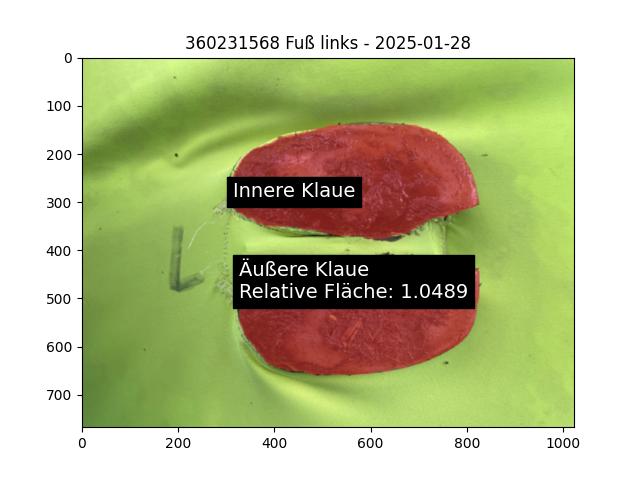 360231568 Fuß links - 2025-01-28
0
100
200
300
400
500
600
700
Innere Klaue
L
Äußere Klaue
Relative Fläche: 1.0489
0
200
400
600
800
1000